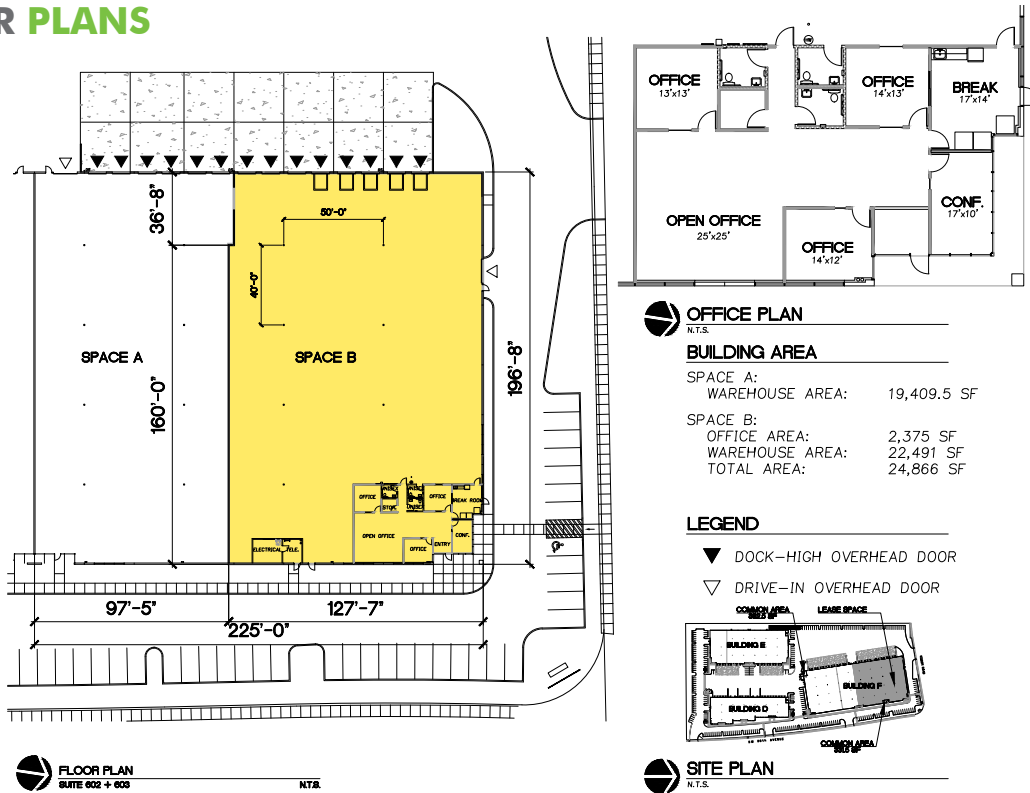 R PLANS
36'-8"
50'-0"
40'-0"
SPACE A
SPACE B
160'-0"
196'-8"
OFFICE
OFFICE
BREAK ROOM
STOR.
OPEN OFFICE
OFFICE
ENTRY
CONF.
ELECTRICAL
TELE.
97'-5"
127'-7"
225'-0"
FLOOR PLAN
SUITE 602 + 603
N.T.S.
OFFICE
13'x13'
OFFICE
14'x13'
BREAK
17'x14'
OPEN OFFICE
25'x25'
OFFICE
14'x12'
CONF.
17'x10'
OFFICE PLAN
N.T.S.
BUILDING AREA
SPACE A:
WAREHOUSE AREA: 19,409.5 SF
SPACE B:
OFFICE AREA: 2,375 SF
WAREHOUSE AREA: 22,491 SF
TOTAL AREA: 24,866 SF
LEGEND
DOCK-HIGH OVERHEAD DOOR
DRIVE-IN OVERHEAD DOOR
COMMON AREA
LEASE SPACE
BUILDING E
BUILDING F
BUILDING D
COMMON AREA
SITE PLAN
N.T.S.